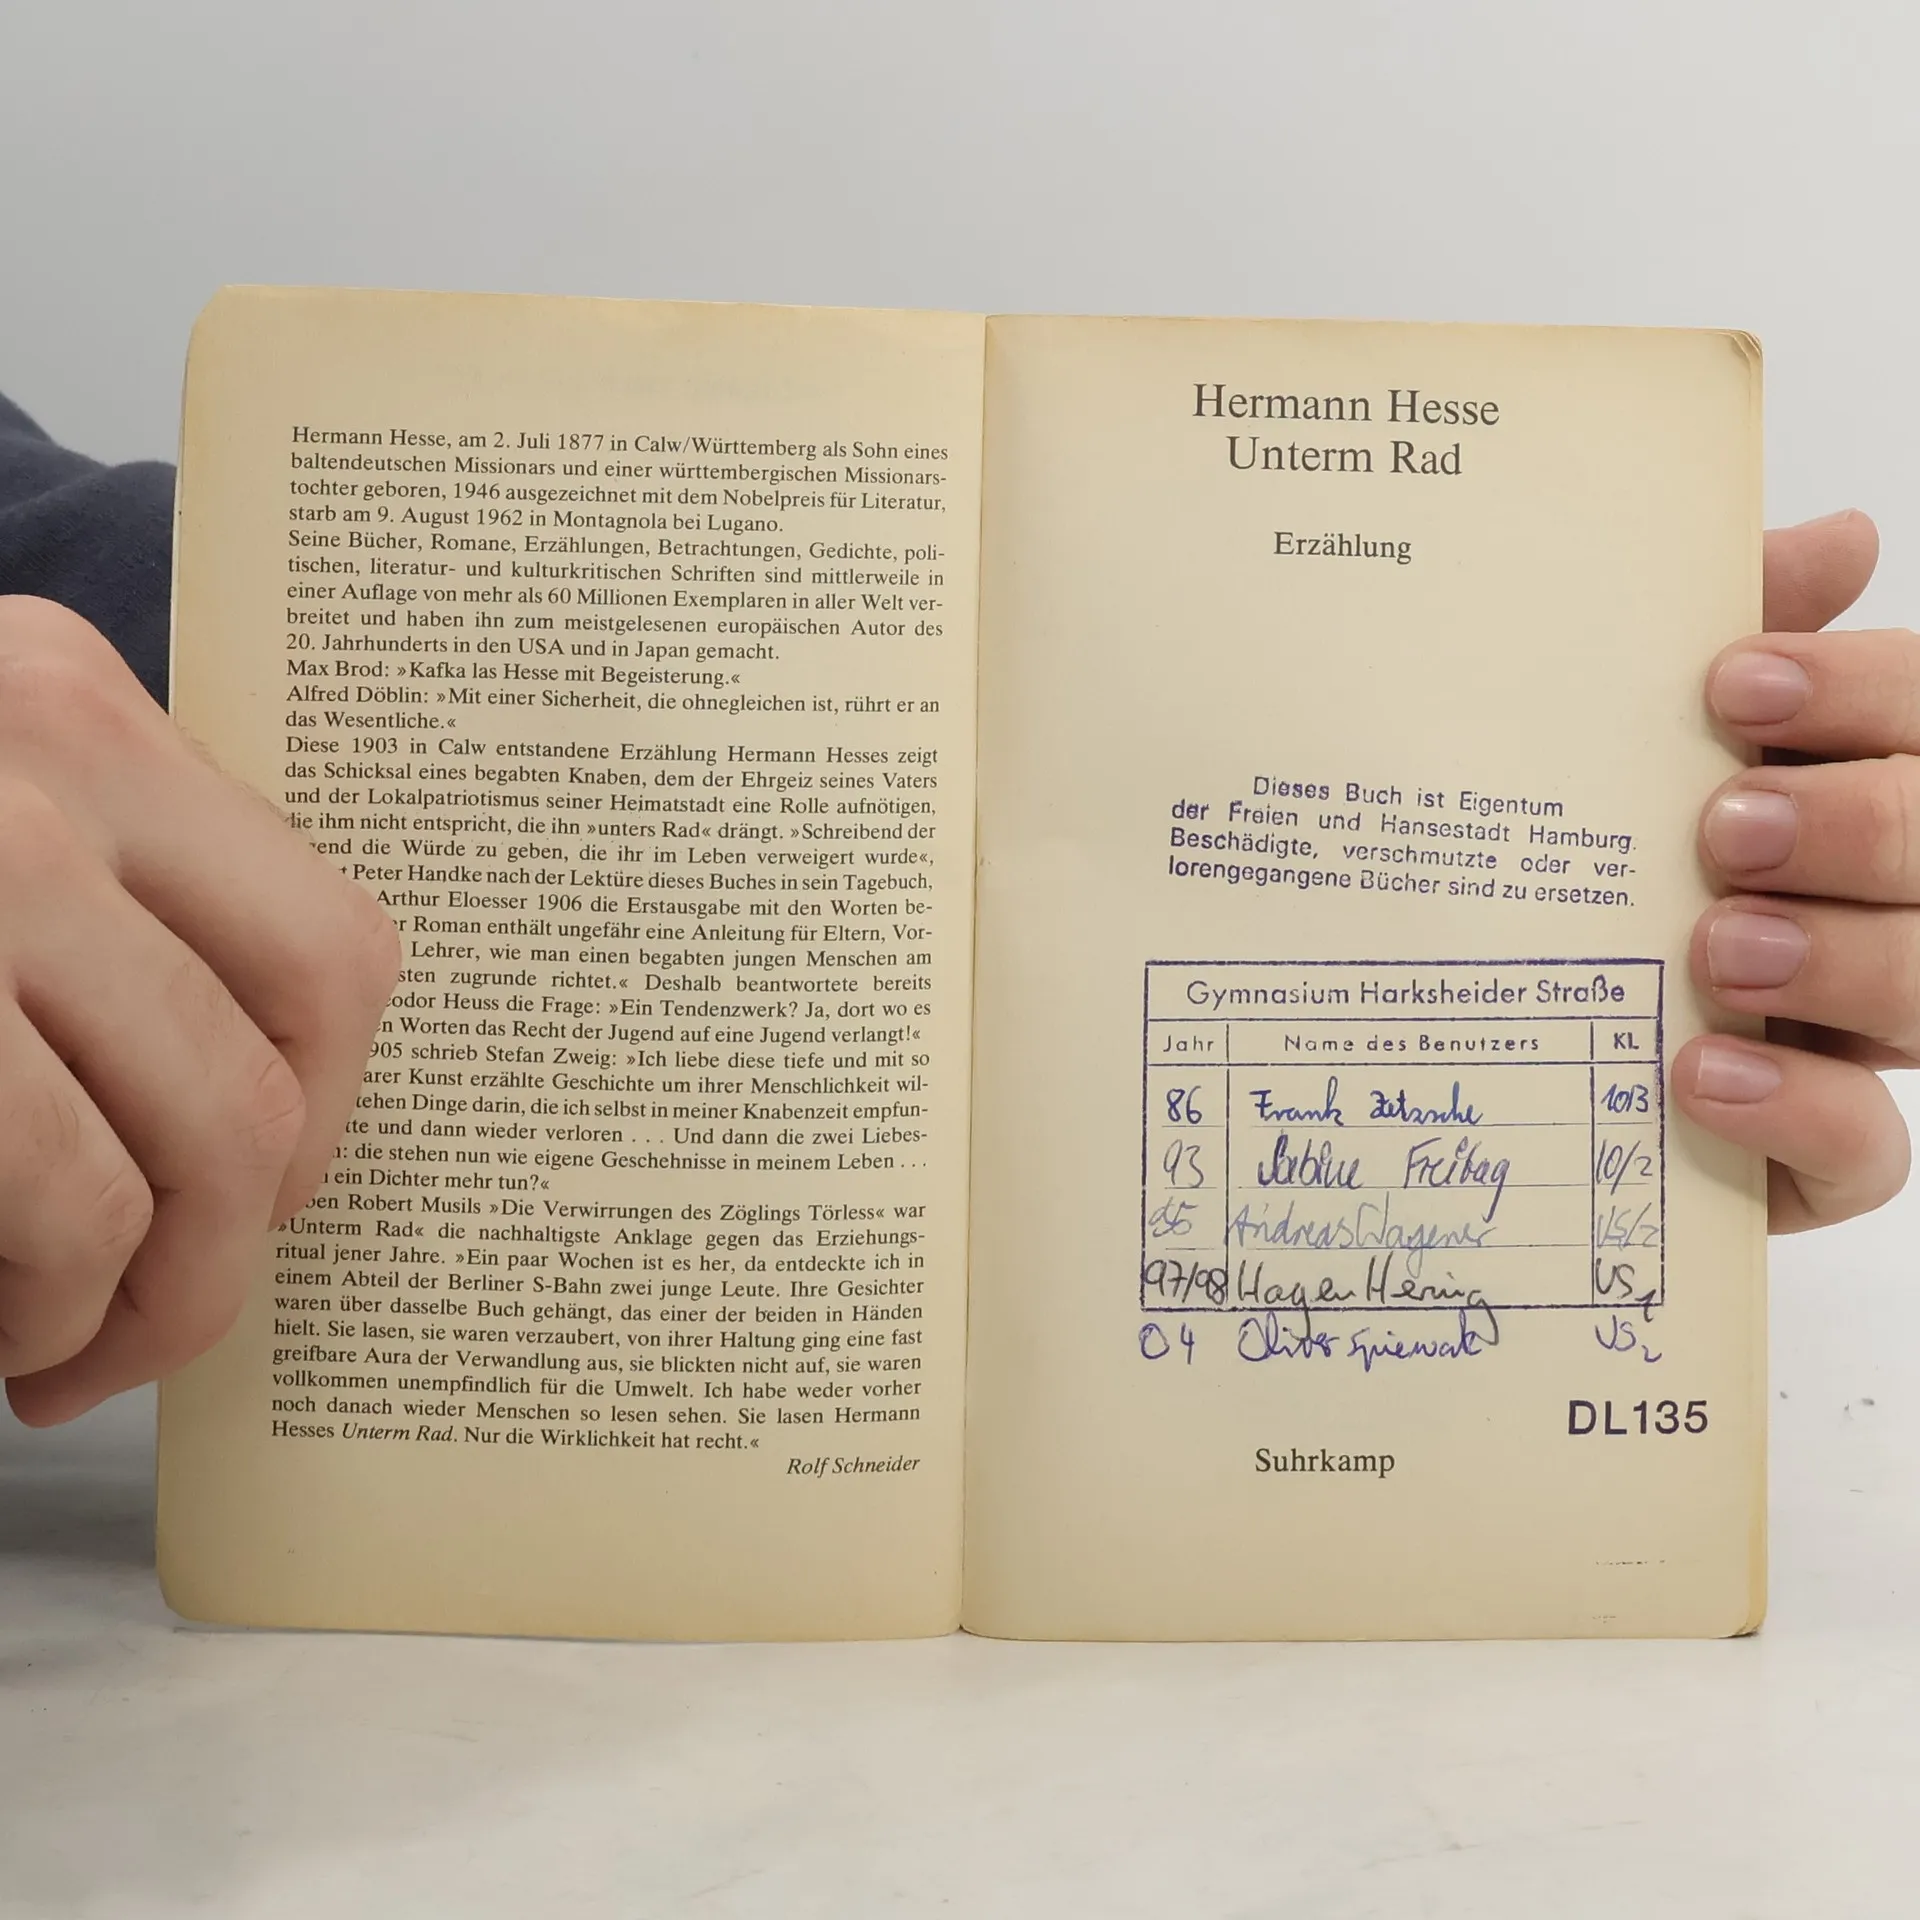 Hermann Hesse, am 2. Juli 1877 in Calw/Württemberg als Sohn eines
baltendeutschen Missionars und einer württembergischen Missionars-
tochter geboren, 1946 ausgezeichnet mit dem Nobelpreis für Literatur,
starb am 9. August 1962 in Montagnola bei Lugano.
Seine Bücher, Romane, Erzählungen, Betrachtungen, Gedichte, poli-
tischen, literatur- und kulturkritischen Schriften sind mittlerweile in
einer Auflage von mehr als 60 Millionen Exemplaren in aller Welt ver-
breitet und haben ihn zum meistgelesenen europäischen Autor des
20. Jahrhunderts in den USA und in Japan gemacht.
Max Brod: »Kafka las Hesse mit Begeisterung.«
Alfred Döblin: »Mit einer Sicherheit, die ohnegleichen ist, rührt er an
das Wesentliche.«
Diese 1903 in Calw entstandene Erzählung Hermann Hesses zeigt
das Schicksal eines begabten Knaben, dem der Ehrgeiz seines Vaters
und der Lokalpatriotismus seiner Heimatstadt eine Rolle aufnötigen,
die ihm nicht entspricht, die ihn »unters Rad« drängt. »Schreibend der
die Würde zu geben, die ihr im Leben verweigert wurde«,
Peter Handke nach der Lektüre dieses Buches in sein Tagebuch,
Arthur Eloesser 1906 die Erstausgabe mit den Worten be-
Roman enthält ungefähr eine Anleitung für Eltern, Vor-
Lehrer, wie man einen begabten jungen Menschen am
zugrunde richtet.« Deshalb beantwortete bereits
Heuss die Frage: »Ein Tendenzwerk? Ja, dort wo es
Worten das Recht der Jugend auf eine Jugend verlangt!«
schrieb Stefan Zweig: »Ich liebe diese tiefe und mit so
Kunst erzählte Geschichte um ihrer Menschlichkeit wil-
Dinge darin, die ich selbst in meiner Knabenzeit empfun-
und dann wieder verloren . . . Und dann die zwei Liebes-
die stehen nun wie eigene Geschehnisse in meinem Leben . . .
ein Dichter mehr tun?«
Robert Musils »Die Verwirrungen des Zöglings Törless« war
»Unterm Rad« die nachhaltigste Anklage gegen das Erziehungs-
ritual jener Jahre. »Ein paar Wochen ist es her, da entdeckte ich in
einem Abteil der Berliner S-Bahn zwei junge Leute. Ihre Gesichter
waren über dasselbe Buch gehängt, das einer der beiden in Händen
hielt. Sie lasen, sie waren verzaubert, von ihrer Haltung ging eine fast
greifbare Aura der Verwandlung aus, sie blickten nicht auf, sie waren
vollkommen unempfindlich für die Umwelt. Ich habe weder vorher
noch danach wieder Menschen so lesen sehen. Sie lasen Hermann
Hesses Unterm Rad. Nur die Wirklichkeit hat recht.«
Rolf Schneider
Hermann Hesse
Unterm Rad
Erzählung
Dieses Buch ist Eigentum
der Freien und Hansestadt Hamburg.
Beschädigte, verschmutzte oder ver-
lorengegangene Bücher sind zu ersetzen.
Gymnasium Harksheider Straße
Jahr Name des Benutzers KL
86 Frank Zetzsche 10B
93 Sabine Freitag 10/2
Andreas Wagener VS/2
97/98 Hagen Hering VS1
04 Oliver Spiewak VS2
DL135
Suhrkamp